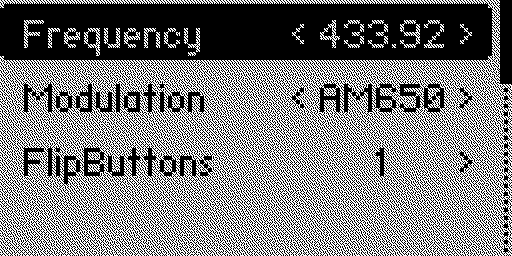 Frequency < 433.92 >
Modulation < AM650 >
FlipButtons 1 >